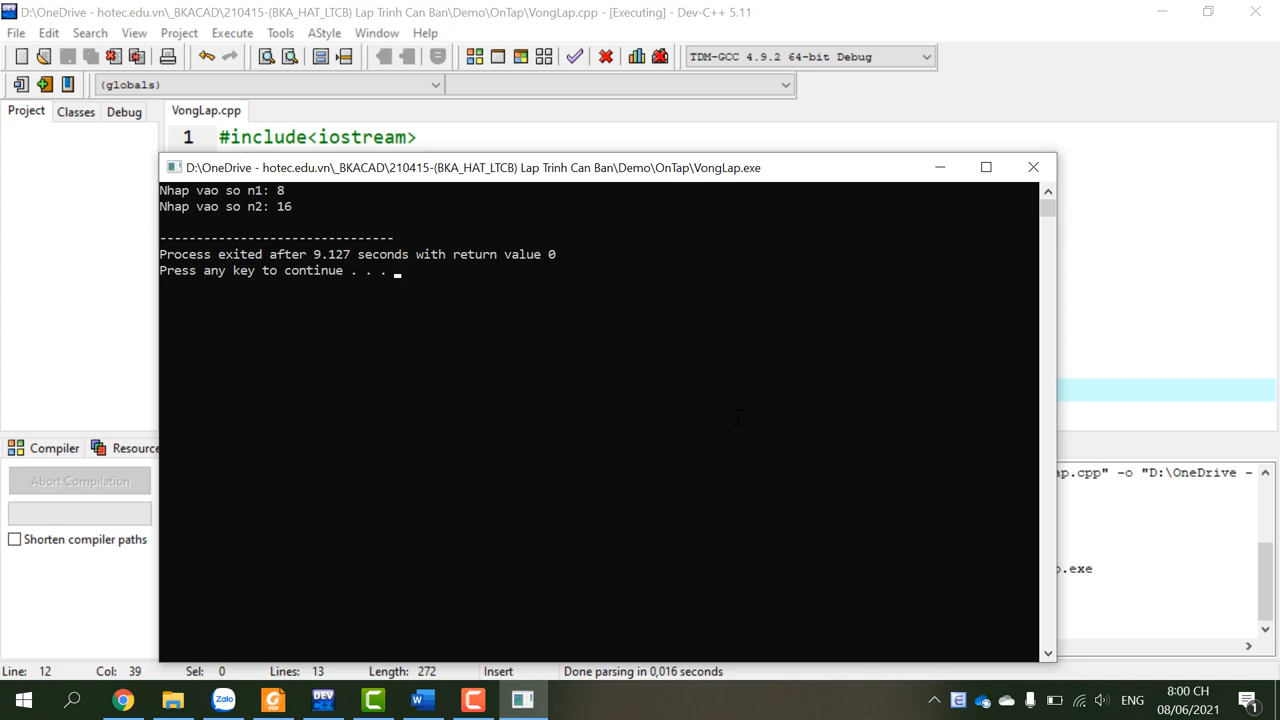 D:\OneDrive - hotec.edu.vn\_BKACAD\210415-(BKA_HAT_LTCB) Lap Trinh Can Ban\Demo\OnTap\VongLap.cpp - [Executing] - Dev-C++ 5.11
File Edit Search View Project Execute Tools AStyle Window Help
TDM-GCC 4.9.2 64-bit Debug
(globals)
Project Classes Debug VongLap.cpp
1 #include<iostream>
D:\OneDrive - hotec.edu.vn\_BKACAD\210415-(BKA_HAT_LTCB) Lap Trinh Can Ban\Demo\OnTap\VongLap.exe
Nhap vao so n1: 8
Nhap vao so n2: 16
--------------------------------
Process exited after 9.127 seconds with return value 0
Press any key to continue . . .
Compiler Resource
Abort Compilation
ap.cpp" -o "D:\OneDrive -
Shorten compiler paths
p.exe
Line: 12 Col: 39 Sel: 0 Lines: 13 Length: 272 Insert Done parsing in 0,016 seconds
Zalo
PDF
DEV
ENG
8:00 CH
08/06/2021
1